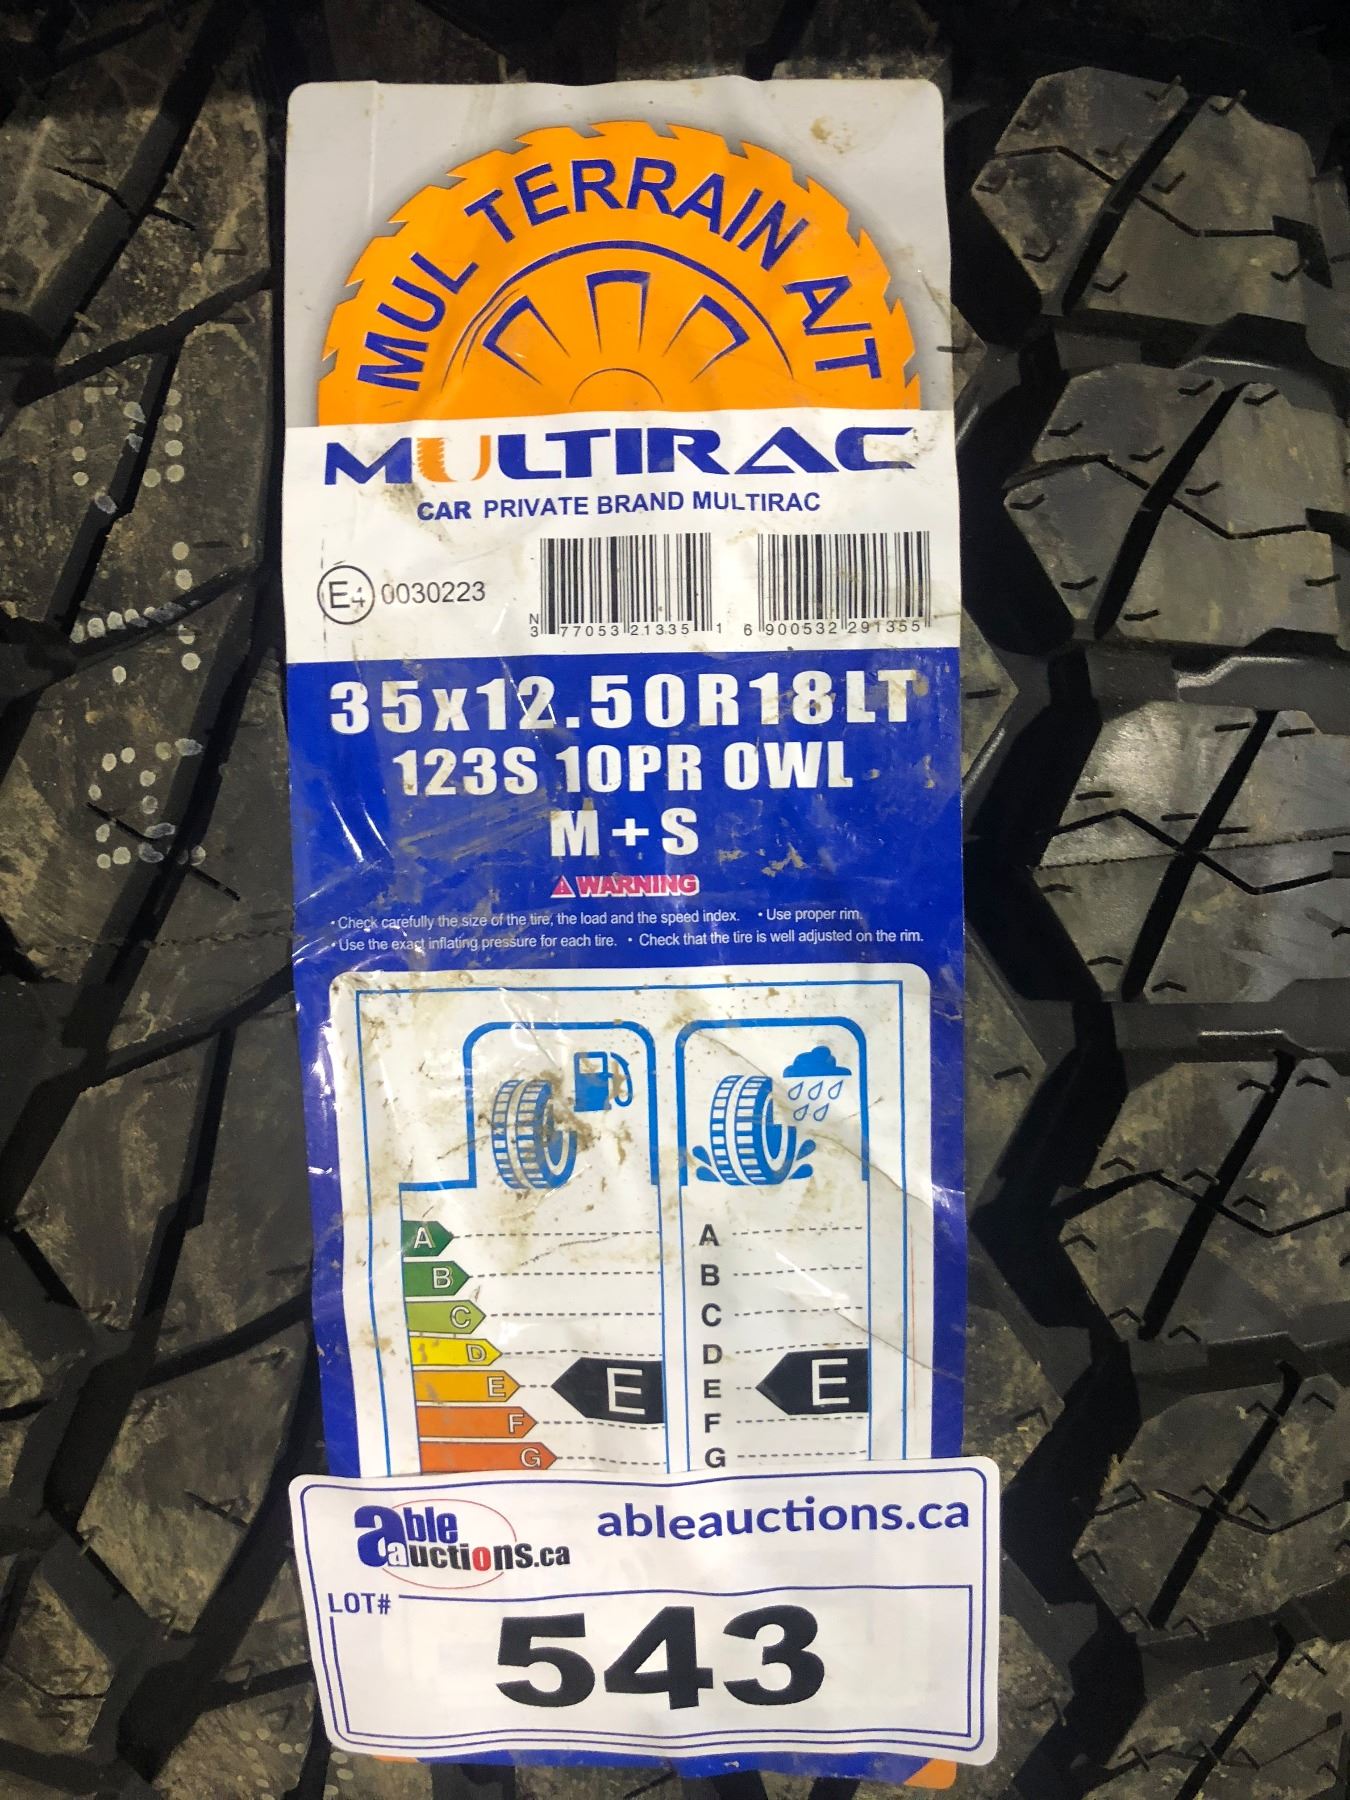 MUL TERRAIN A/T
MULTIRAC
CAR PRIVATE BRAND MULTIRAC
E4 0030223
N
3 77053 21335 1
6 900532 291355
35x12.50R18LT
123S 10PR OWL
M+S
WARNING
• Check carefully the size of the tire, the load and the speed index. • Use proper rim.
• Use the exact inflating pressure for each tire. • Check that the tire is well adjusted on the rim.
A A
B B
C C
D D
E E E E
F F
G G
able auctions.ca
ableauctions.ca
LOT#
543